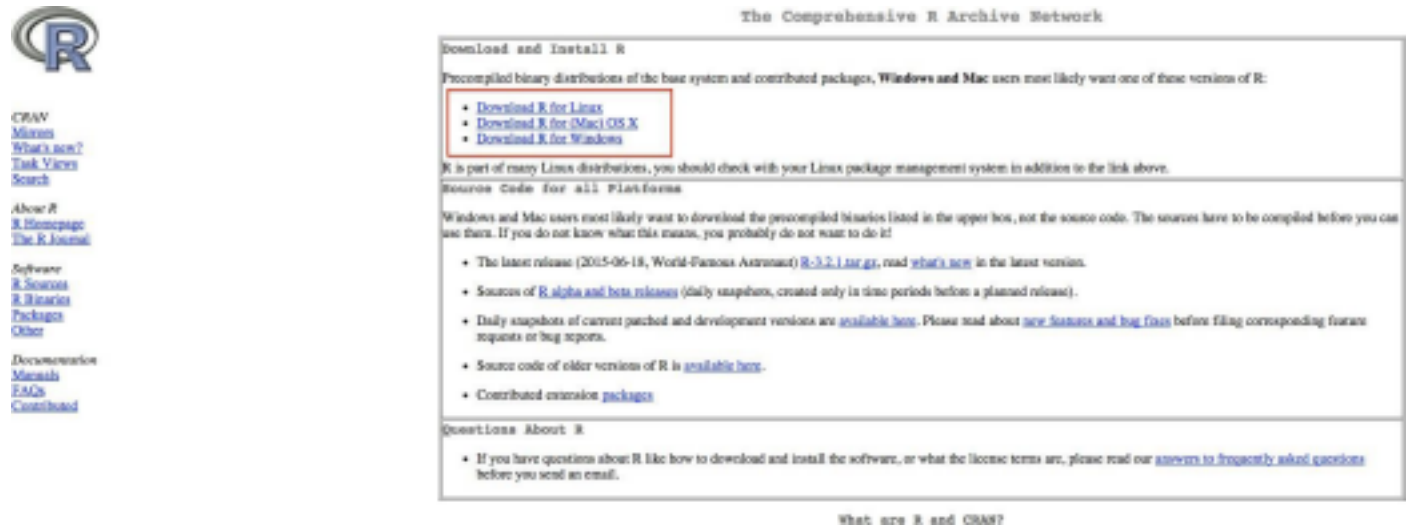 The Comprehensive R Archive Network
R
CRAN
Mirrors
What's new?
Task Views
Search
About R
R Homepage
The R Journal
Software
R Sources
R Binaries
Packages
Other
Documentation
Manuals
FAQs
Contributed
Download and Install R
Precompiled binary distributions of the base system and contributed packages, Windows and Mac users most likely want one of these versions of R:
• Download R for Linux
• Download R for (Mac) OS X
• Download R for Windows
R is part of many Linux distributions, you should check with your Linux package management system in addition to the link above.
Source Code for all Platforms
Windows and Mac users most likely want to download the precompiled binaries listed in the upper box, not the source code. The sources have to be compiled before you can
use them. If you do not know what this means, you probably do not want to do it!
• The latest release (2015-06-18, World-Famous Astronaut) R-3.2.1.tar.gz, read what's new in the latest version.
• Sources of R alpha and beta releases (daily snapshots, created only in time periods before a planned release).
• Daily snapshots of current patched and development versions are available here. Please read about new features and bug fixes before filing corresponding feature
requests or bug reports.
• Source code of older versions of R is available here.
• Contributed extension packages
Questions About R
• If you have questions about R like how to download and install the software, or what the license terms are, please read our answers to frequently asked questions
before you send an email.
What are R and CRAN?